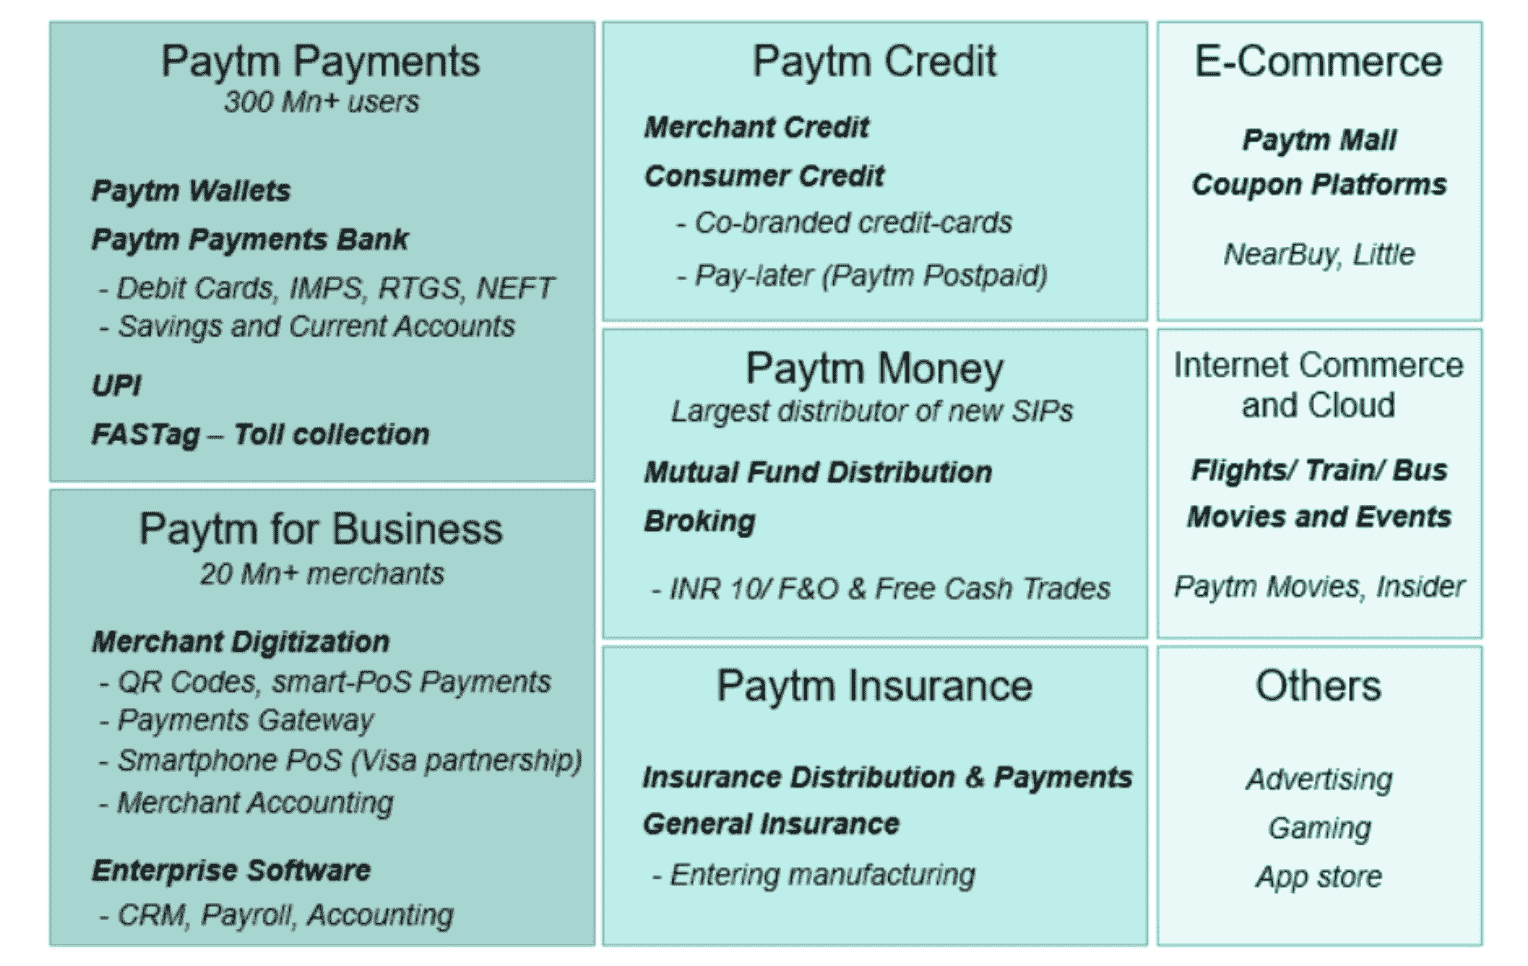 Paytm Payments
300 Mn+ users
Paytm Wallets
Paytm Payments Bank
- Debit Cards, IMPS, RTGS, NEFT
- Savings and Current Accounts
UPI
FASTag – Toll collection
Paytm for Business
20 Mn+ merchants
Merchant Digitization
- QR Codes, smart-PoS Payments
- Payments Gateway
- Smartphone PoS (Visa partnership)
- Merchant Accounting
Enterprise Software
- CRM, Payroll, Accounting
Paytm Credit
Merchant Credit
Consumer Credit
- Co-branded credit-cards
- Pay-later (Paytm Postpaid)
Paytm Money
Largest distributor of new SIPs
Mutual Fund Distribution
Broking
- INR 10/ F&O & Free Cash Trades
Paytm Insurance
Insurance Distribution & Payments
General Insurance
- Entering manufacturing
E-Commerce
Paytm Mall
Coupon Platforms
NearBuy, Little
Internet Commerce
and Cloud
Flights/ Train/ Bus
Movies and Events
Paytm Movies, Insider
Others
Advertising
Gaming
App store